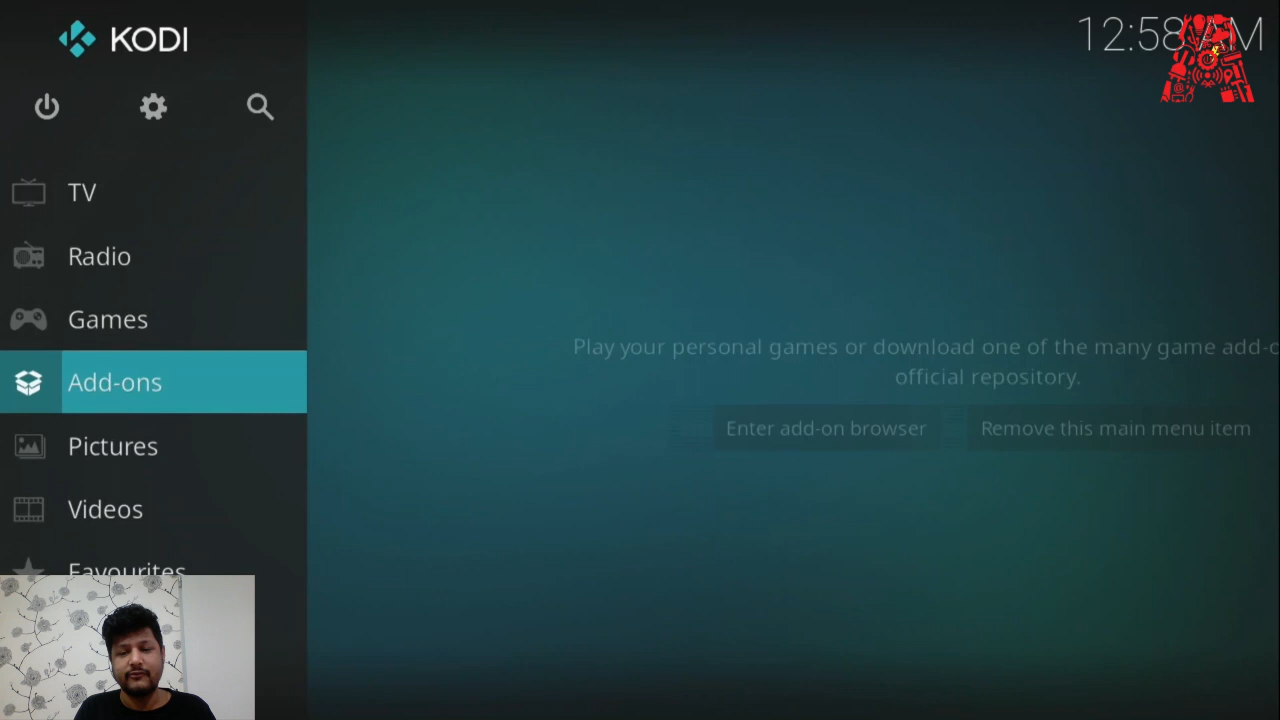 KODI
12:58 AM
TV
Radio
Games
Add-ons
Pictures
Videos
Favourites
Play your personal games or download one of the many game add-o
official repository.
Enter add-on browser
Remove this main menu item